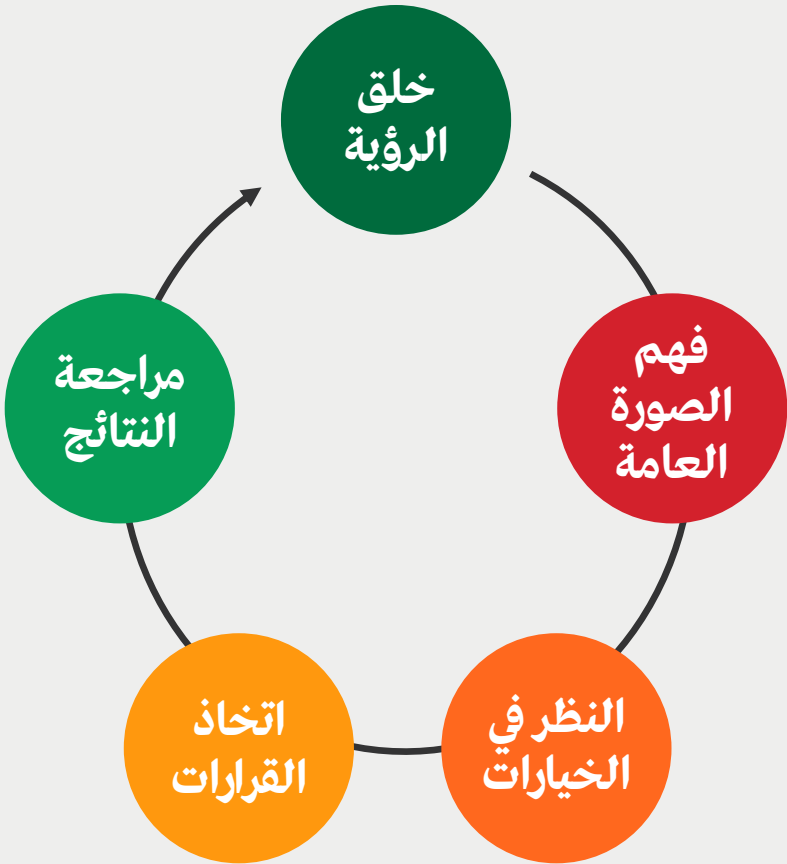 خلق
الرؤية
فهم
الصورة
العامة
النظر في
الخيارات
اتخاذ
القرارات
مراجعة
النتائج